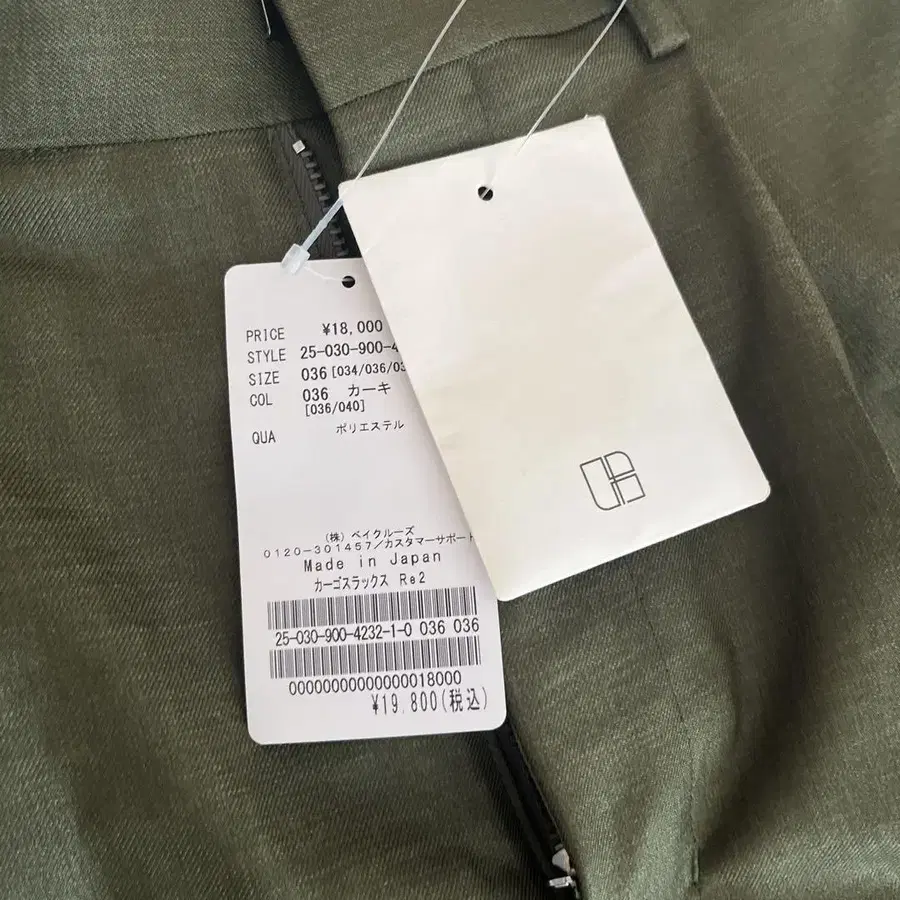 PRICE ¥18,000
STYLE 25-030-900-4
SIZE 036 [034/036/03
COL 036 カーキ
[036/040]
QUA ポリエステル
(株) ベイクルーズ
0120-301457/カスタマーサポート
Made in Japan
カーゴスラックス Re2
25-030-900-4232-1-0 036 036
00000000000000018000
¥19,800(税込)